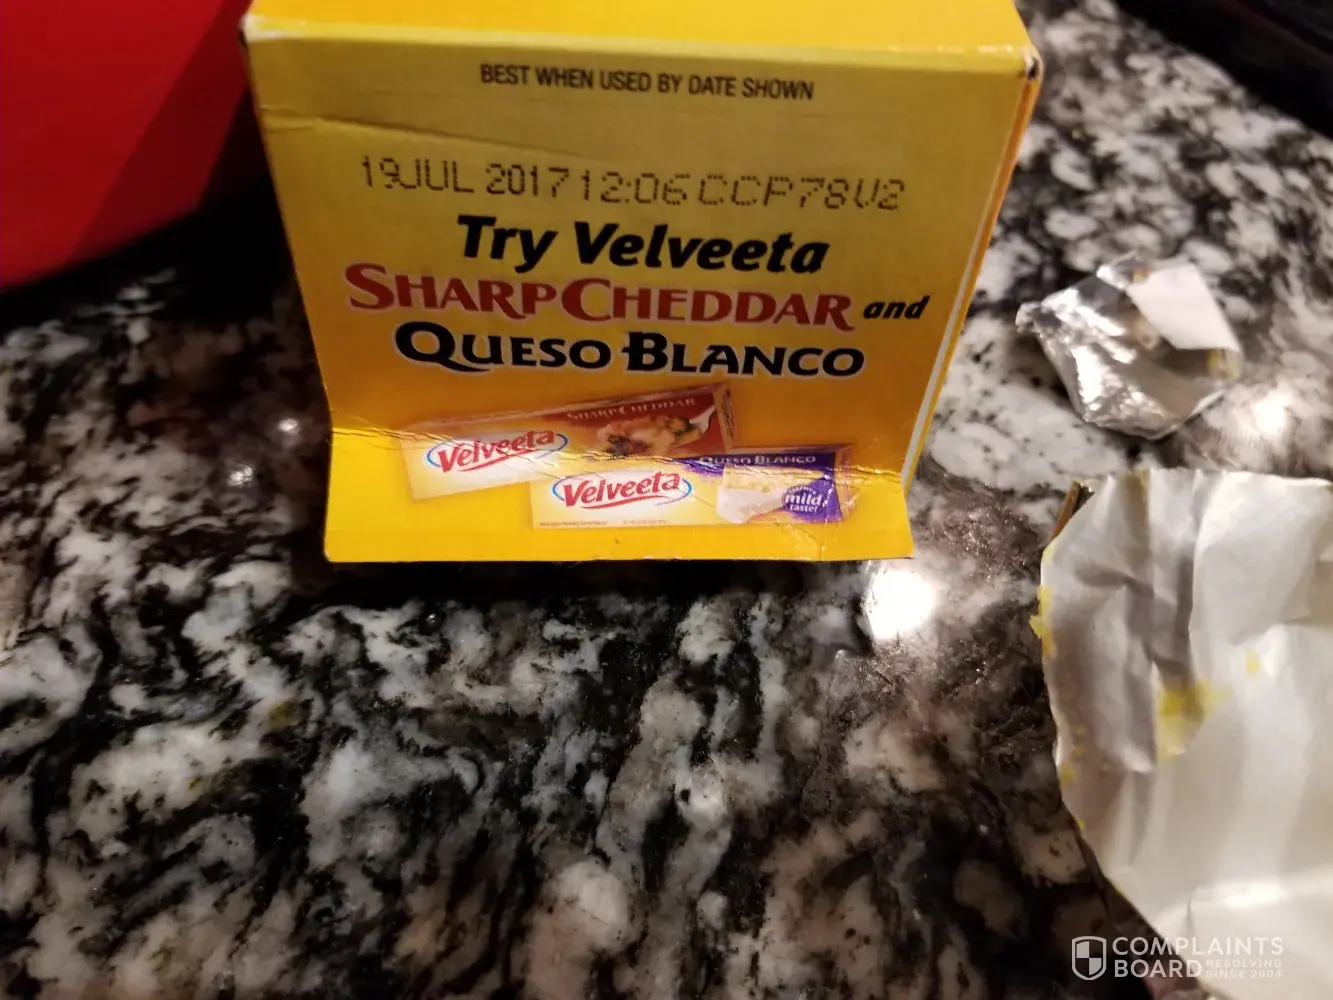 BEST WHEN USED BY DATE SHOWN
19JUL 2017 12:06 CCP78V2
Try Velveeta
SHARP CHEDDAR and
QUESO BLANCO
SHARP CHEDDAR
Velveeta
QUESO BLANCO
Velveeta
mild
taste!
COMPLAINTS
BOARD RESOLVING
SINCE 2004